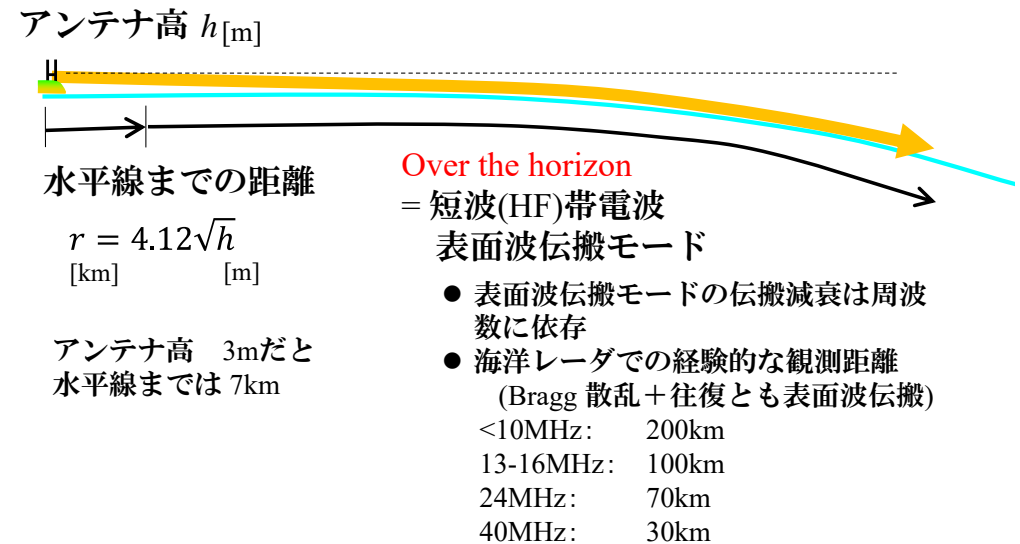 アンテナ高 h[m]
水平線までの距離
r = 4.12√h
[km] [m]
アンテナ高 3mだと
水平線までは 7km
Over the horizon
= 短波(HF)帯電波
表面波伝搬モード
● 表面波伝搬モードの伝搬減衰は周波
数に依存
● 海洋レーダでの経験的な観測距離
(Bragg 散乱＋往復とも表面波伝搬)
<10MHz： 200km
13-16MHz： 100km
24MHz： 70km
40MHz： 30km